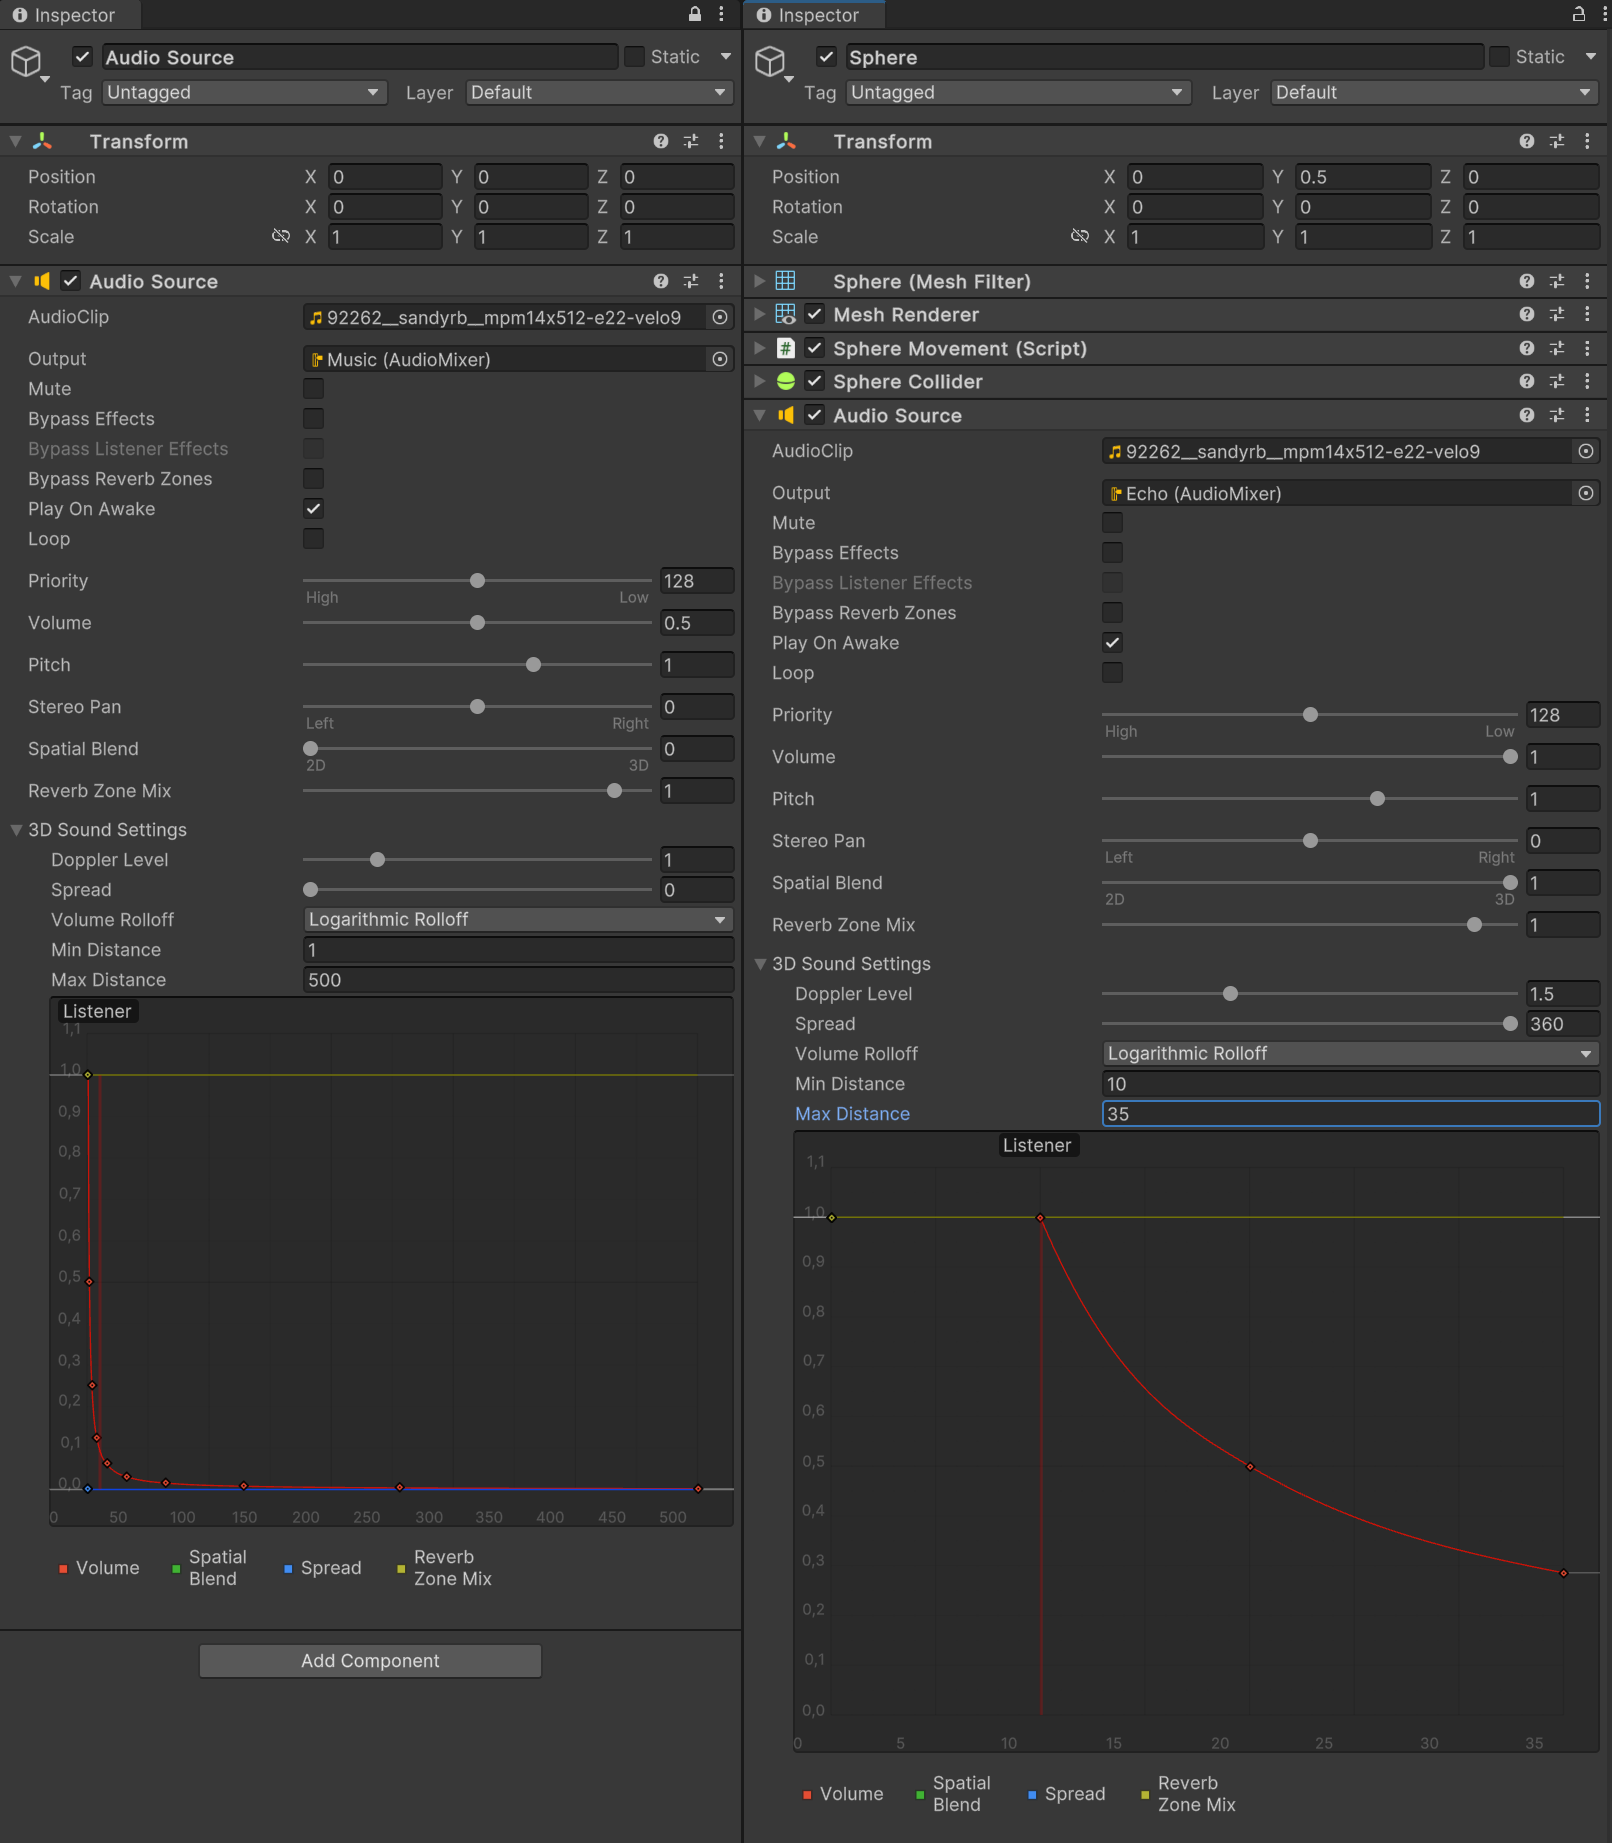 Inspector
Audio Source
Static
Tag
Untagged
Layer
Default
Transform
Position X 0 Y 0 Z 0
Rotation X 0 Y 0 Z 0
Scale X 1 Y 1 Z 1
Audio Source
AudioClip 92262__sandyrb__mpm14x512-e22-velo9
Output Music (AudioMixer)
Mute
Bypass Effects
Bypass Listener Effects
Bypass Reverb Zones
Play On Awake
Loop
Priority 128
High Low
Volume 0.5
Pitch 1
Stereo Pan 0
Left Right
Spatial Blend 0
2D 3D
Reverb Zone Mix 1
3D Sound Settings
Doppler Level 1
Spread 0
Volume Rolloff Logarithmic Rolloff
Min Distance 1
Max Distance 500
Listener
1,1
1,0
0,9
0,8
0,7
0,6
0,5
0,4
0,3
0,2
0,1
0,0
0 50 100 150 200 250 300 350 400 450 500
Volume
Spatial Blend
Spread
Reverb Zone Mix
Add Component
Inspector
Sphere
Static
Tag
Untagged
Layer
Default
Transform
Position X 0 Y 0.5 Z 0
Rotation X 0 Y 0 Z 0
Scale X 1 Y 1 Z 1
Sphere (Mesh Filter)
Mesh Renderer
# Sphere Movement (Script)
Sphere Collider
Audio Source
AudioClip 92262__sandyrb__mpm14x512-e22-velo9
Output Echo (AudioMixer)
Mute
Bypass Effects
Bypass Listener Effects
Bypass Reverb Zones
Play On Awake
Loop
Priority 128
High Low
Volume 1
Pitch 1
Stereo Pan 0
Left Right
Spatial Blend 1
2D 3D
Reverb Zone Mix 1
3D Sound Settings
Doppler Level 1.5
Spread 360
Volume Rolloff Logarithmic Rolloff
Min Distance 10
Max Distance 35
Listener
1,1
1,0
0,9
0,8
0,7
0,6
0,5
0,4
0,3
0,2
0,1
0,0
0 5 10 15 20 25 30 35
Volume
Spatial Blend
Spread
Reverb Zone Mix